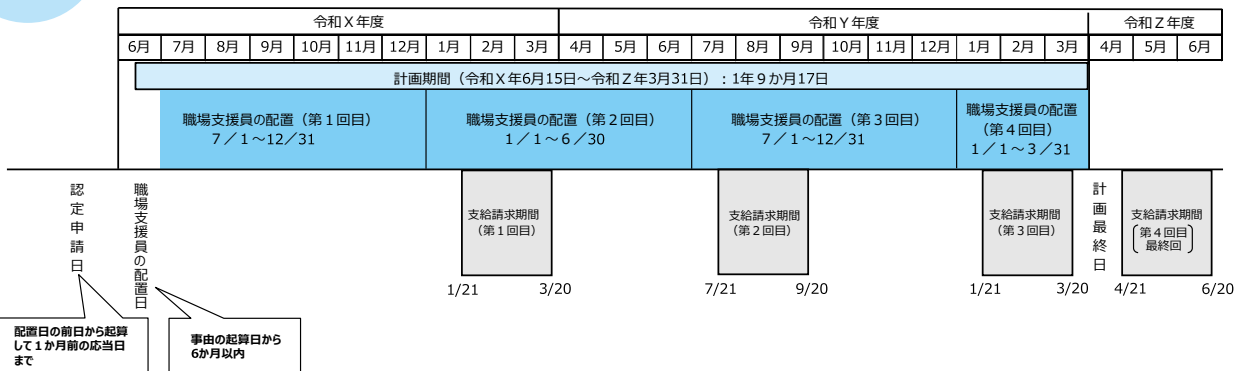 令和X年度 令和Y年度 令和Z年度
6月 7月 8月 9月 10月 11月 12月 1月 2月 3月 4月 5月 6月 7月 8月 9月 10月 11月 12月 1月 2月 3月 4月 5月 6月
計画期間（令和X年6月15日～令和Z年3月31日）：1年９か月17日
職場支援員の配置（第１回目）
７／１～12／31
職場支援員の配置（第２回目）
１／１～６／30
職場支援員の配置（第３回目）
７／１～12／31
職場支援員の配置
（第４回目）
１／１～３／31
認定申請日
職場支援員の配置日
支給請求期間
（第１回目）
1/21 3/20
支給請求期間
（第２回目）
7/21 9/20
支給請求期間
（第３回目）
1/21 3/20
計画最終日
支給請求期間
第４回目
最終回
4/21 6/20
配置日の前日から起算
して１か月前の応当日
まで
事由の起算日から
6か月以内